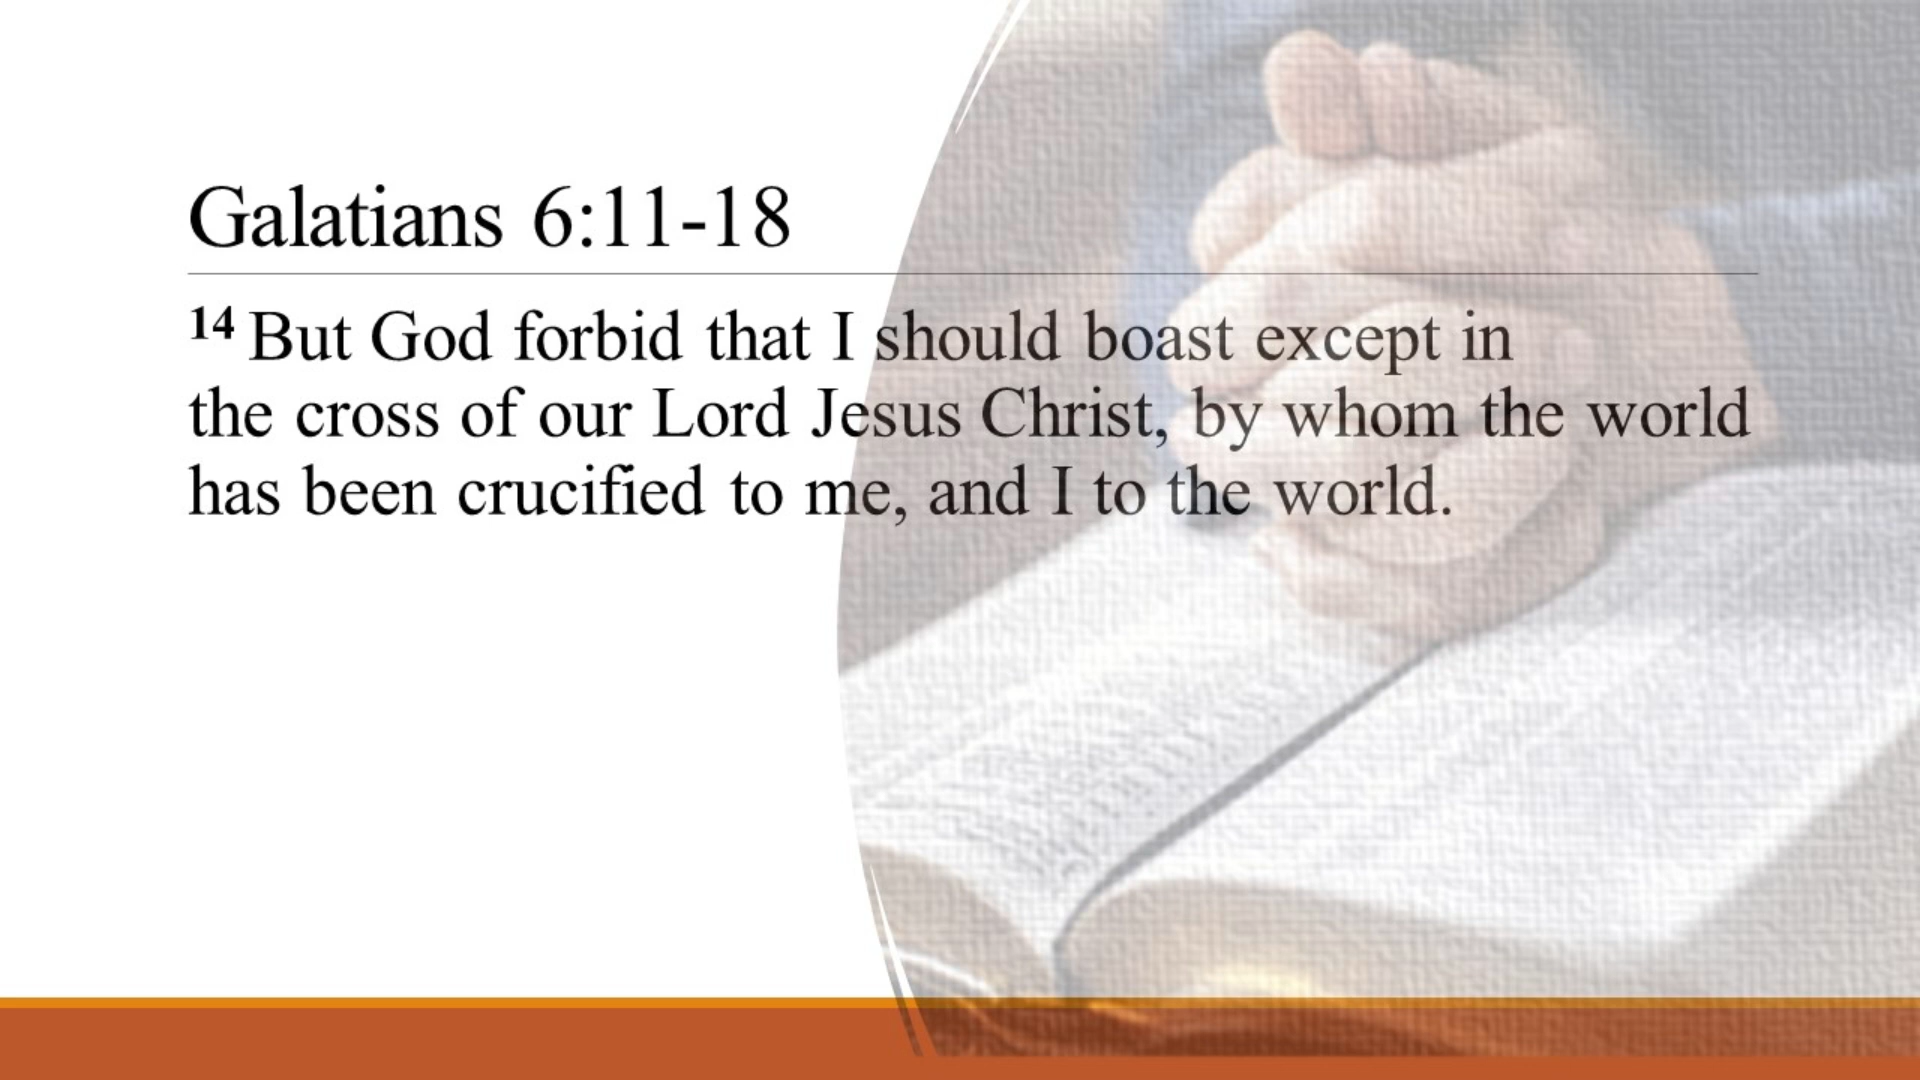 Galatians 6:11-18
14 But God forbid that I should boast except in
the cross of our Lord Jesus Christ, by whom the world
has been crucified to me, and I to the world.